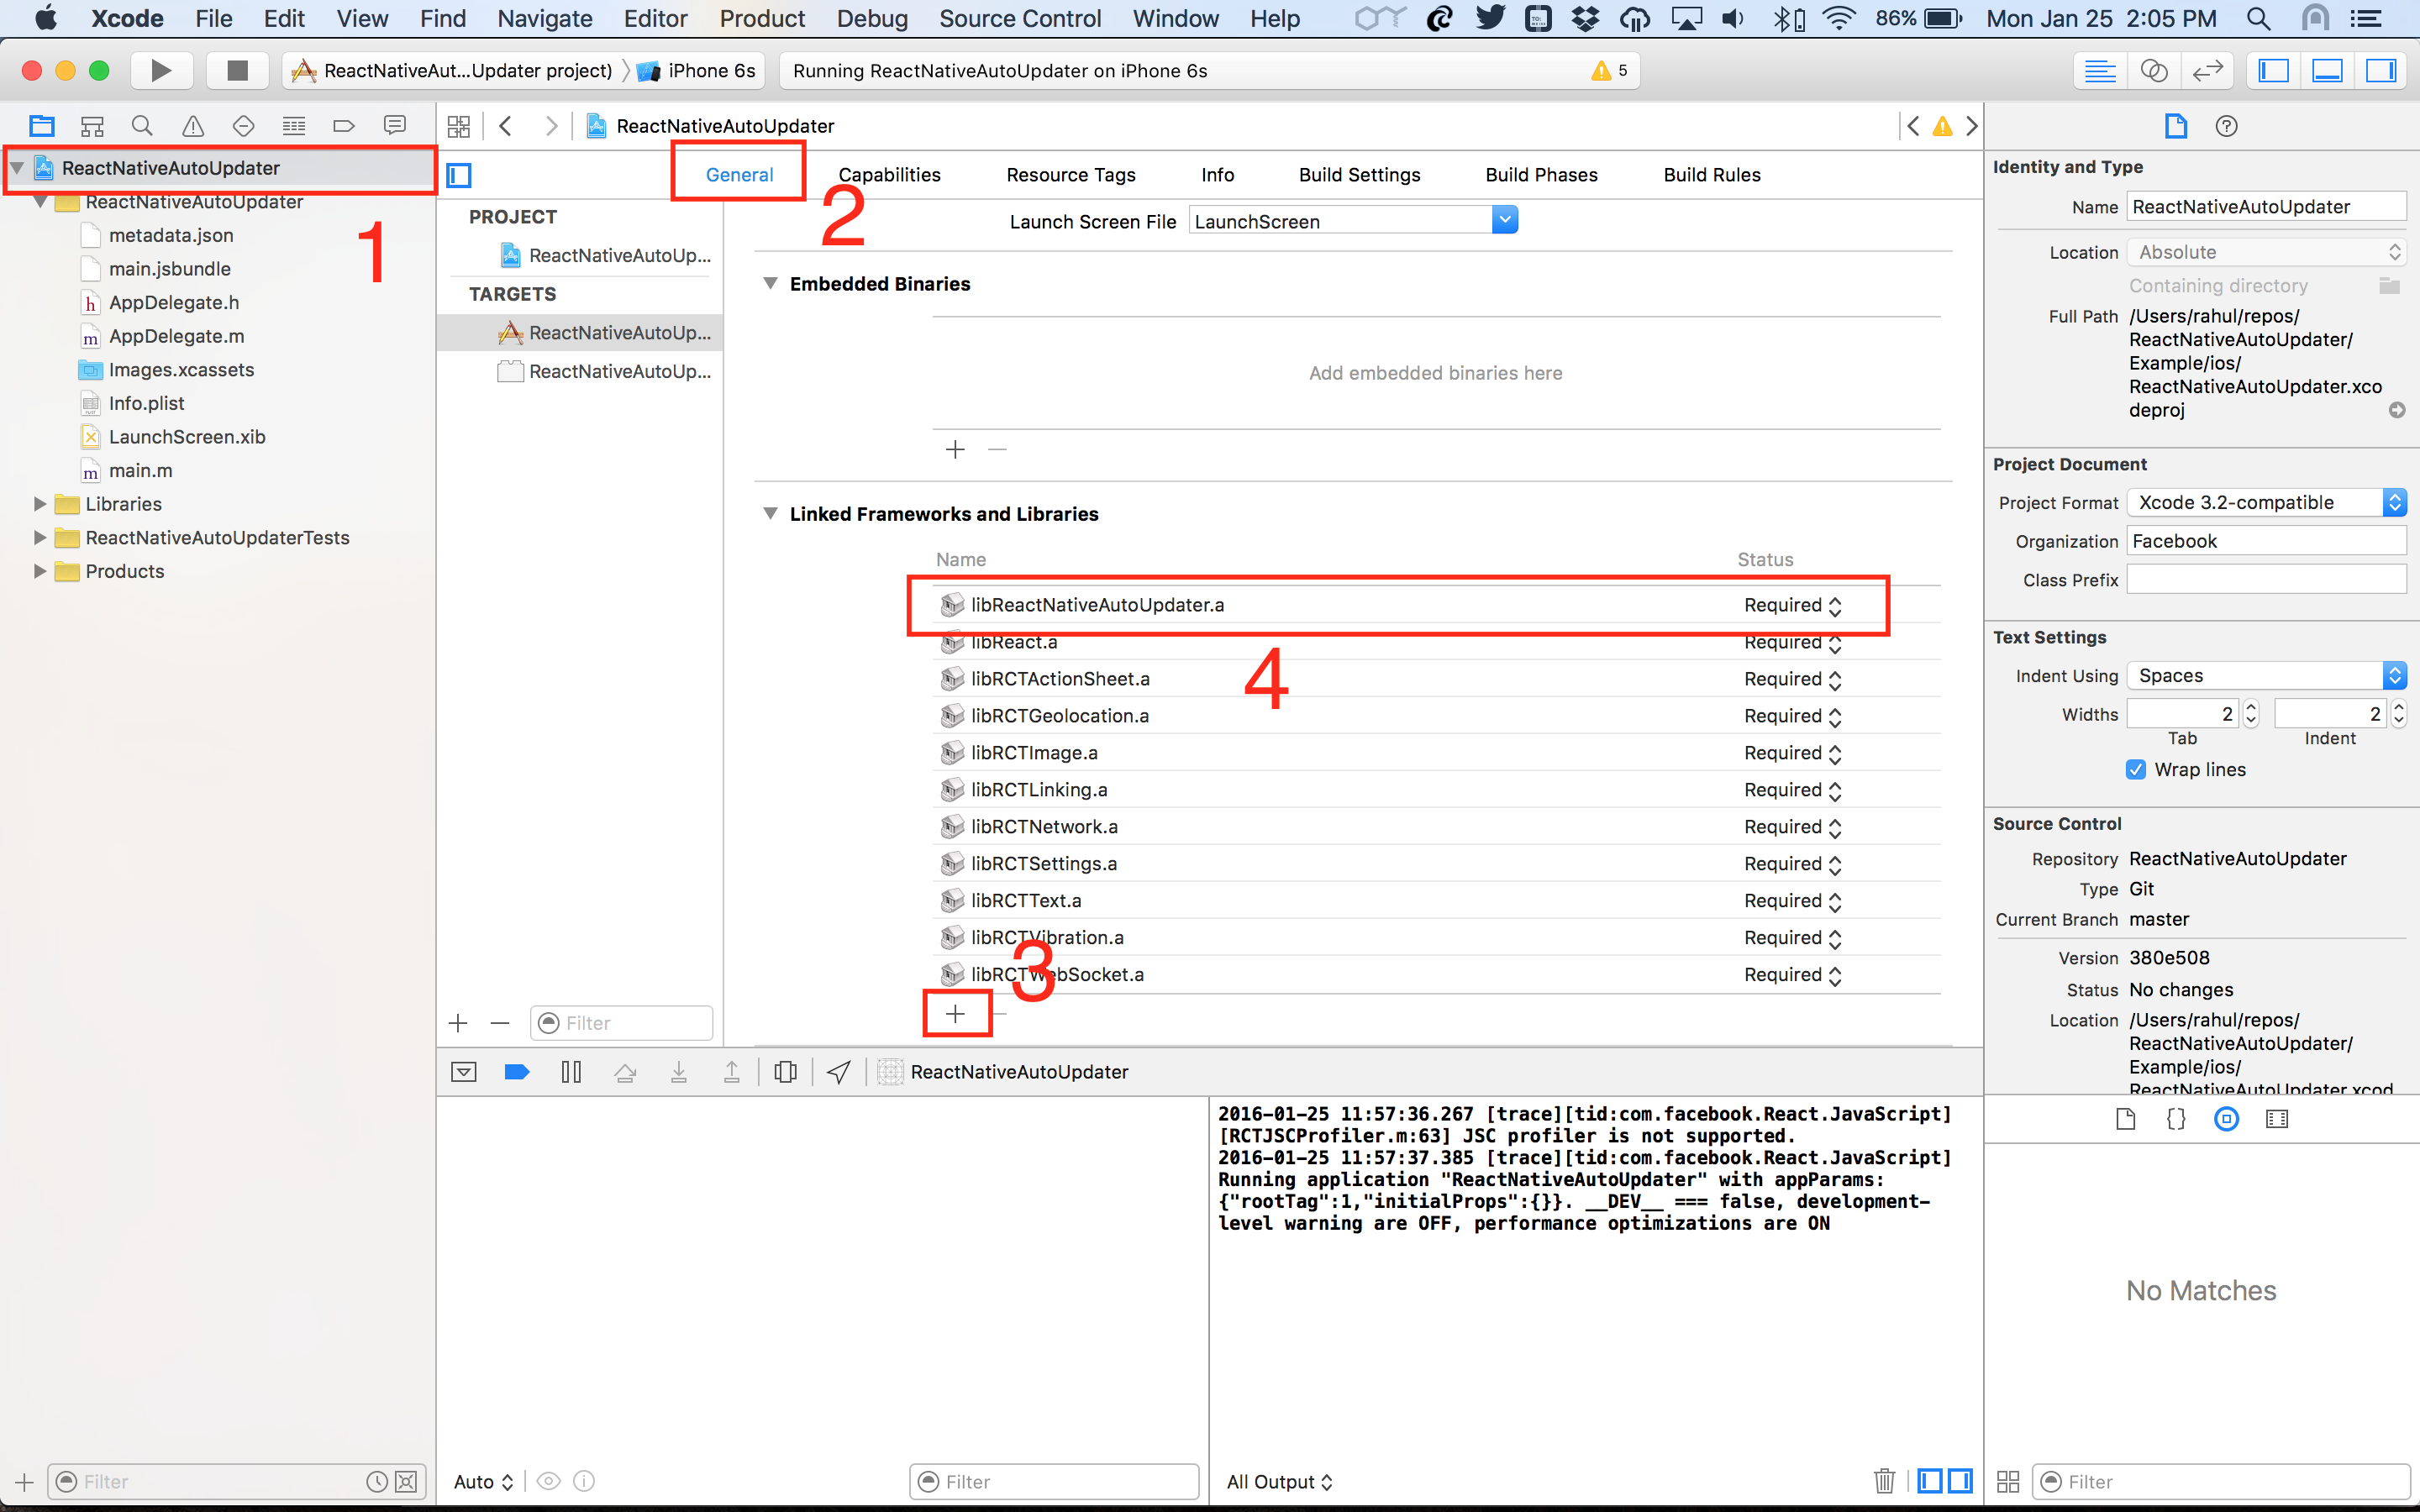 Xcode File Edit View Find Navigate Editor Product Debug Source Control Window Help 86% Mon Jan 25 2:05 PM
ReactNativeAut...Updater project) iPhone 6s Running ReactNativeAutoUpdater on iPhone 6s 5
ReactNativeAutoUpdater
ReactNativeAutoUpdater
ReactNativeAutoUpdater
metadata.json
main.jsbundle
AppDelegate.h
AppDelegate.m
Images.xcassets
Info.plist
LaunchScreen.xib
main.m
Libraries
ReactNativeAutoUpdaterTests
Products
1
Filter
General Capabilities Resource Tags Info Build Settings Build Phases Build Rules
2
PROJECT
ReactNativeAutoUp...
TARGETS
ReactNativeAutoUp...
ReactNativeAutoUp...
Filter
Launch Screen File LaunchScreen
Embedded Binaries
Add embedded binaries here
Linked Frameworks and Libraries
Name Status
libReactNativeAutoUpdater.a Required
libReact.a Required
4
libRCTActionSheet.a Required
libRCTGeolocation.a Required
libRCTImage.a Required
libRCTLinking.a Required
libRCTNetwork.a Required
libRCTSettings.a Required
libRCTText.a Required
libRCTVibration.a Required
libRCTWebSocket.a Required
3
ReactNativeAutoUpdater
2016-01-25 11:57:36.267 [trace][tid:com.facebook.React.JavaScript]
[RCTJSCProfiler.m:63] JSC profiler is not supported.
2016-01-25 11:57:37.385 [trace][tid:com.facebook.React.JavaScript]
Running application "ReactNativeAutoUpdater" with appParams:
{"rootTag":1,"initialProps":{}}. __DEV__ === false, development-
level warning are OFF, performance optimizations are ON
Auto Filter All Output
Identity and Type
Name ReactNativeAutoUpdater
Location Absolute
Containing directory
Full Path /Users/rahul/repos/
ReactNativeAutoUpdater/
Example/ios/
ReactNativeAutoUpdater.xco
deproj
Project Document
Project Format Xcode 3.2-compatible
Organization Facebook
Class Prefix
Text Settings
Indent Using Spaces
Widths 2 2
Tab Indent
Wrap lines
Source Control
Repository ReactNativeAutoUpdater
Type Git
Current Branch master
Version 380e508
Status No changes
Location /Users/rahul/repos/
ReactNativeAutoUpdater/
Example/ios/
ReactNativeAutoUpdater.xcod
No Matches
Filter